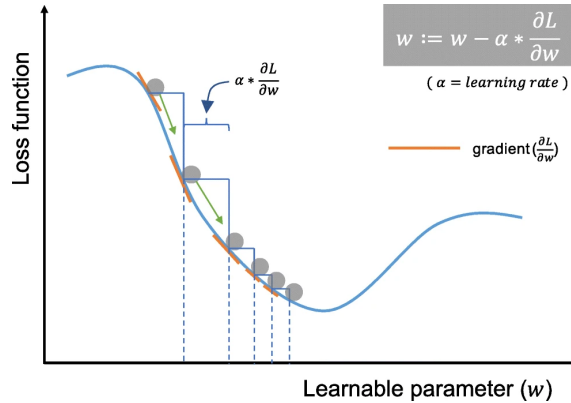 w := w − α * ∂L/∂w
( α = learning rate )
α * ∂L/∂w
gradient(∂L/∂w)
Loss function
Learnable parameter (w)